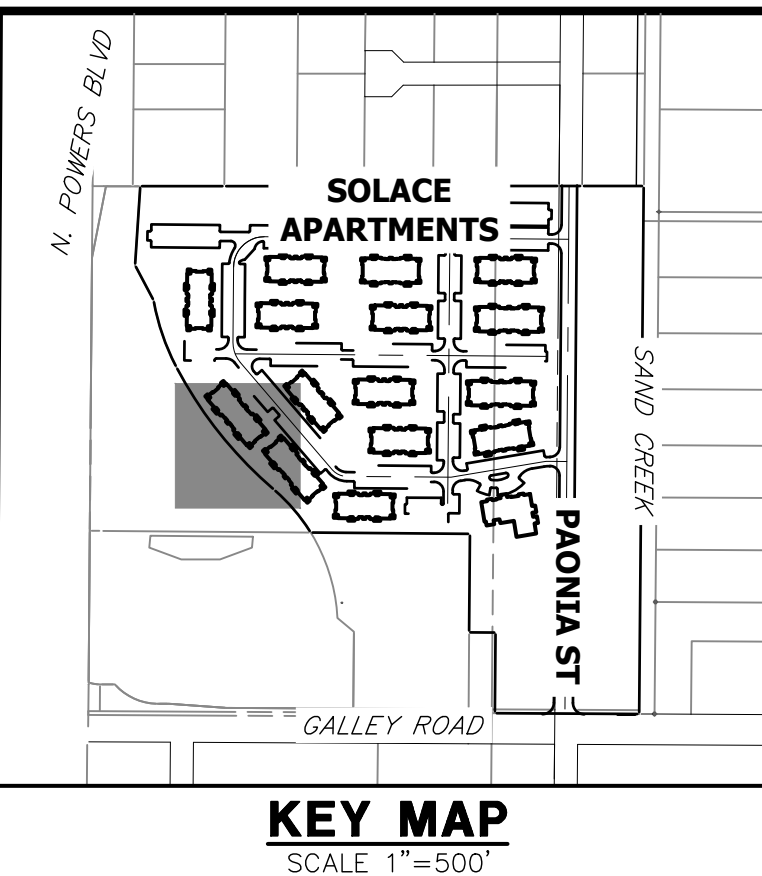 N. POWERS BLVD
SOLACE
APARTMENTS
SAND CREEK
PAONIA ST
GALLEY ROAD
KEY MAP
SCALE 1"=500'